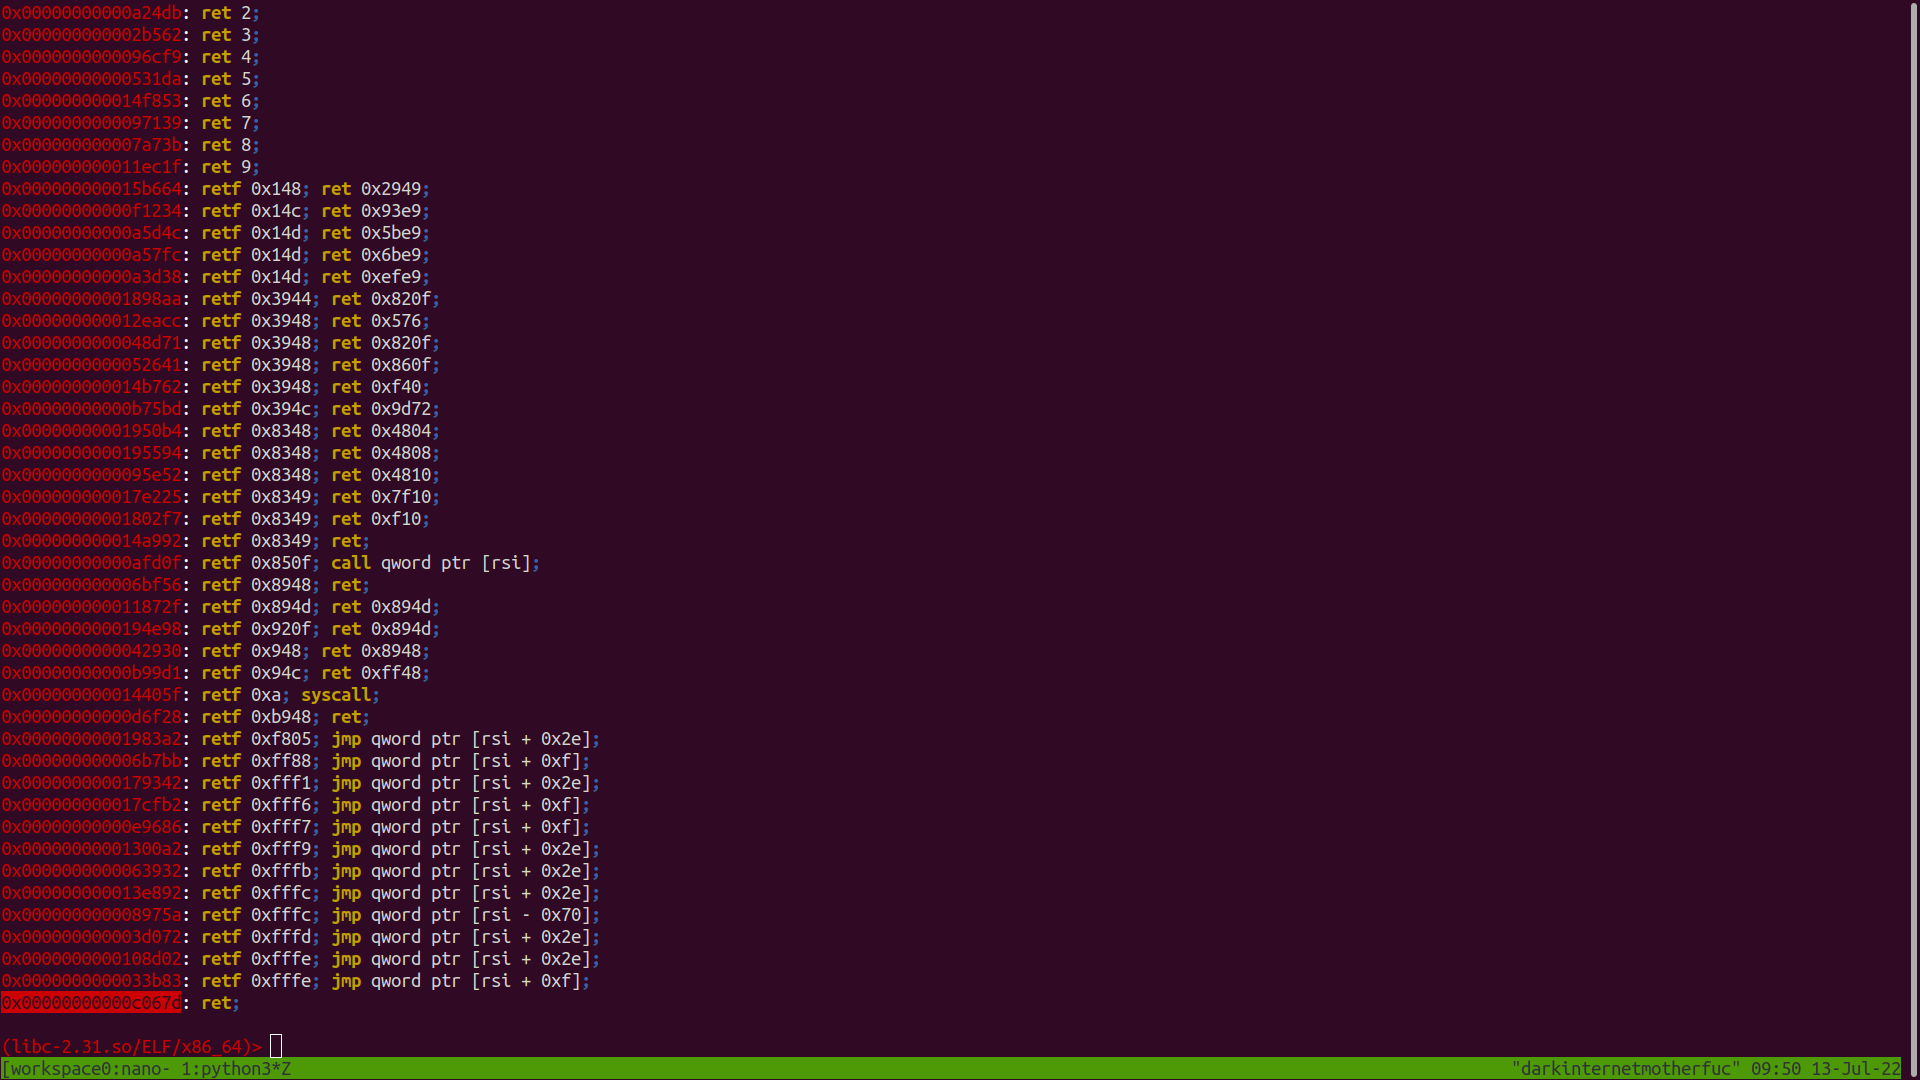 0x00000000000a24db: ret 2;
0x000000000002b562: ret 3;
0x0000000000096cf9: ret 4;
0x00000000000531da: ret 5;
0x000000000014f853: ret 6;
0x0000000000097139: ret 7;
0x000000000007a73b: ret 8;
0x000000000011ec1f: ret 9;
0x000000000015b664: retf 0x148; ret 0x2949;
0x00000000000f1234: retf 0x14c; ret 0x93e9;
0x00000000000a5d4c: retf 0x14d; ret 0x5be9;
0x00000000000a57fc: retf 0x14d; ret 0x6be9;
0x00000000000a3d38: retf 0x14d; ret 0xefe9;
0x00000000001898aa: retf 0x3944; ret 0x820f;
0x000000000012eacc: retf 0x3948; ret 0x576;
0x0000000000048d71: retf 0x3948; ret 0x820f;
0x0000000000052641: retf 0x3948; ret 0x860f;
0x000000000014b762: retf 0x3948; ret 0xf40;
0x00000000000b75bd: retf 0x394c; ret 0x9d72;
0x00000000001950b4: retf 0x8348; ret 0x4804;
0x0000000000195594: retf 0x8348; ret 0x4808;
0x0000000000095e52: retf 0x8348; ret 0x4810;
0x000000000017e225: retf 0x8349; ret 0x7f10;
0x00000000001802f7: retf 0x8349; ret 0xf10;
0x000000000014a992: retf 0x8349; ret;
0x00000000000afd0f: retf 0x850f; call qword ptr [rsi];
0x000000000006bf56: retf 0x8948; ret;
0x000000000011872f: retf 0x894d; ret 0x894d;
0x0000000000194e98: retf 0x920f; ret 0x894d;
0x0000000000042930: retf 0x948; ret 0x8948;
0x00000000000b99d1: retf 0x94c; ret 0xff48;
0x000000000014405f: retf 0xa; syscall;
0x00000000000d6f28: retf 0xb948; ret;
0x00000000001983a2: retf 0xf805; jmp qword ptr [rsi + 0x2e];
0x000000000006b7bb: retf 0xff88; jmp qword ptr [rsi + 0xf];
0x0000000000179342: retf 0xfff1; jmp qword ptr [rsi + 0x2e];
0x000000000017cfb2: retf 0xfff6; jmp qword ptr [rsi + 0xf];
0x00000000000e9686: retf 0xfff7; jmp qword ptr [rsi + 0xf];
0x00000000001300a2: retf 0xfff9; jmp qword ptr [rsi + 0x2e];
0x0000000000063932: retf 0xfffb; jmp qword ptr [rsi + 0x2e];
0x000000000013e892: retf 0xfffc; jmp qword ptr [rsi + 0x2e];
0x000000000008975a: retf 0xfffc; jmp qword ptr [rsi - 0x70];
0x000000000003d072: retf 0xfffd; jmp qword ptr [rsi + 0x2e];
0x0000000000108d02: retf 0xfffe; jmp qword ptr [rsi + 0x2e];
0x0000000000033b83: retf 0xfffe; jmp qword ptr [rsi + 0xf];
0x00000000000c067d: ret;
(libc-2.31.so/ELF/x86_64)>
[workspace0:nano- 1:python3*Z "darkinternetmotherfuc" 09:50 13-Jul-22